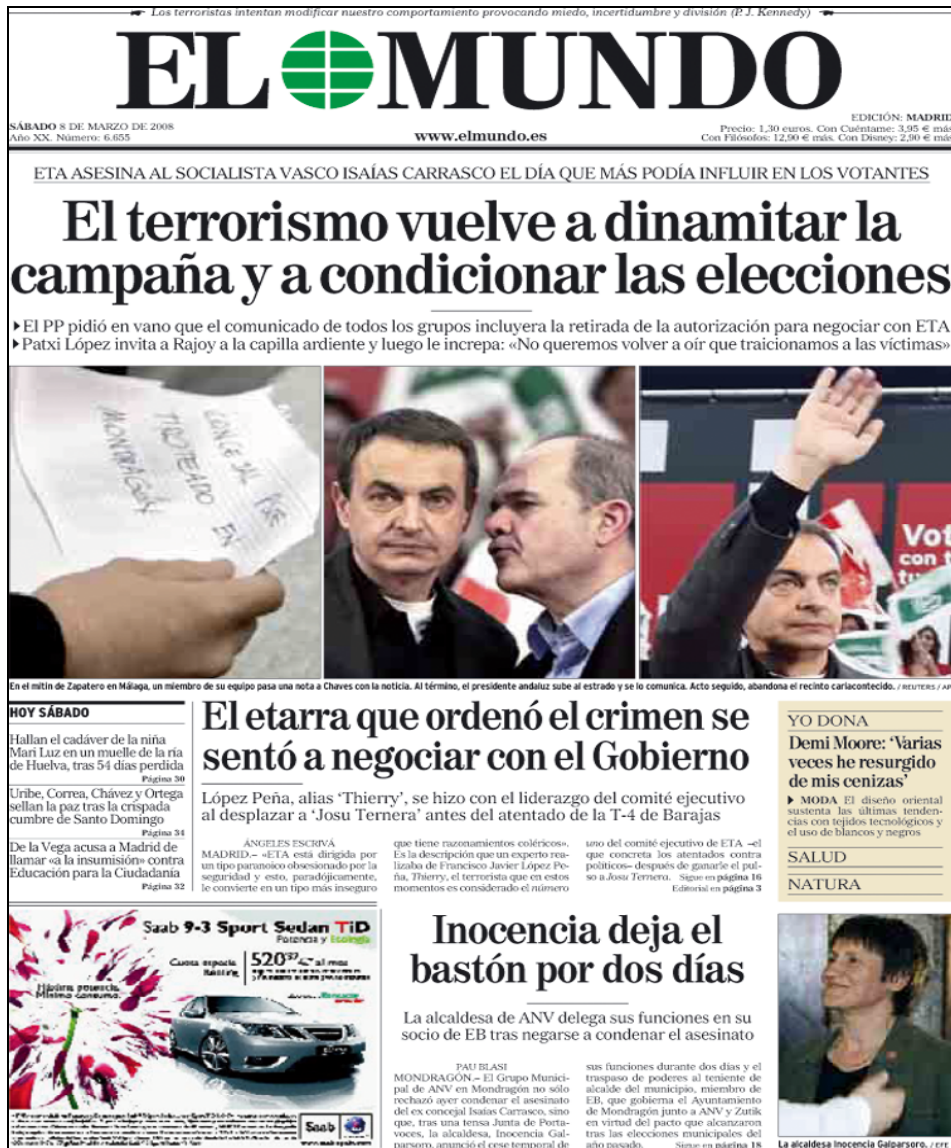 Los terroristas intentan modificar nuestro comportamiento provocando miedo, incertidumbre y división (P. J. Kennedy)
EL MUNDO
SÁBADO 8 DE MARZO DE 2008
Año XX. Número: 6.655
www.elmundo.es
EDICIÓN: MADRID
Precio: 1,30 euros. Con Cuéntame: 3,95 € más
Con Filósofos: 12,90 € más. Con Disney: 2,90 € más
ETA ASESINA AL SOCIALISTA VASCO ISAÍAS CARRASCO EL DÍA QUE MÁS PODÍA INFLUIR EN LOS VOTANTES
El terrorismo vuelve a dinamitar la
campaña y a condicionar las elecciones
El PP pidió en vano que el comunicado de todos los grupos incluyera la retirada de la autorización para negociar con ETA
Patxi López invita a Rajoy a la capilla ardiente y luego le increpa: «No queremos volver a oír que traicionamos a las víctimas»
CONCEJAL PSE
TIROTEADO EN
MONDRAGÓN
Vot
con t
tu
En el mitin de Zapatero en Málaga, un miembro de su equipo pasa una nota a Chaves con la noticia. Al término, el presidente andaluz sube al estrado y se lo comunica. Acto seguido, abandona el recinto cariacontecido. / REUTERS / AP
HOY SÁBADO
Hallan el cadáver de la niña
Mari Luz en un muelle de la ría
de Huelva, tras 54 días perdida
Página 30
Uribe, Correa, Chávez y Ortega
sellan la paz tras la crispada
cumbre de Santo Domingo
Página 34
De la Vega acusa a Madrid de
llamar «a la insumisión» contra
Educación para la Ciudadanía
Página 32
El etarra que ordenó el crimen se
sentó a negociar con el Gobierno
López Peña, alias 'Thierry', se hizo con el liderazgo del comité ejecutivo
al desplazar a 'Josu Ternera' antes del atentado de la T-4 de Barajas
ÁNGELES ESCRIVÁ
MADRID.– «ETA está dirigida por
un tipo paranoico obsesionado por la
seguridad y esto, paradójicamente,
le convierte en un tipo más inseguro
que tiene razonamientos coléricos».
Es la descripción que un experto rea-
lizaba de Francisco Javier López Pe-
ña, Thierry, el terrorista que en estos
momentos es considerado el número
uno del comité ejecutivo de ETA –el
que concreta los atentados contra
políticos– después de ganarle el pul-
so a Josu Ternera. Sigue en página 16
Editorial en página 3
YO DONA
Demi Moore: 'Varias
veces he resurgido
de mis cenizas'
MODA El diseño oriental
sustenta las últimas tenden-
cias con tejidos tecnológicos y
el uso de blancos y negros
SALUD
NATURA
Saab 9-3 Sport Sedan TiD
Potencia y Ecología
Máxima potencia.
Mínimo consumo.
Cuota especial
Renting
520 € al mes
Saab
Inocencia deja el
bastón por dos días
La alcaldesa de ANV delega sus funciones en su
socio de EB tras negarse a condenar el asesinato
PAU BLASI
MONDRAGÓN.– El Grupo Munici-
pal de ANV en Mondragón no sólo
rechazó ayer condenar el asesinato
del ex concejal Isaías Carrasco, sino
que, tras una tensa Junta de Porta-
voces, la alcaldesa, Inocencia Gal-
parsoro, anunció el cese temporal de
sus funciones durante dos días y el
traspaso de poderes al teniente de
alcalde del municipio, miembro de
EB, que gobierna el Ayuntamiento
de Mondragón junto a ANV y Zutik
en virtud del pacto que alcanzaron
tras las elecciones municipales del
año pasado. Sigue en página 18
La alcaldesa Inocencia Galparsoro. / EFE